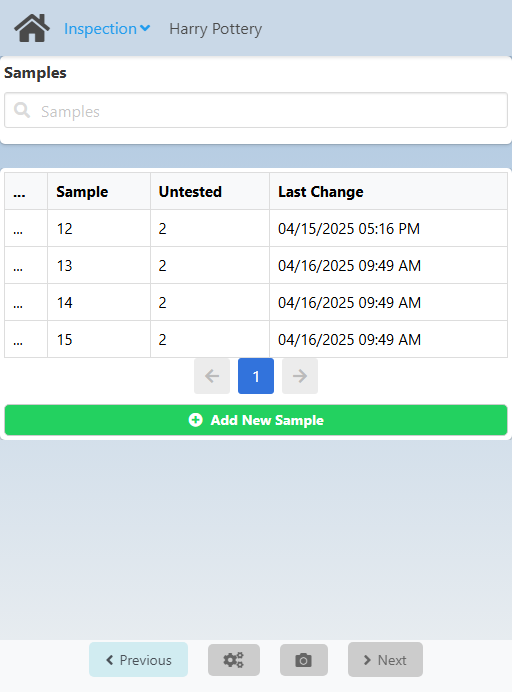 Inspection Harry Pottery
Samples
Samples
... Sample Untested Last Change
... 12 2 04/15/2025 05:16 PM
... 13 2 04/16/2025 09:49 AM
... 14 2 04/16/2025 09:49 AM
... 15 2 04/16/2025 09:49 AM
1
Add New Sample
Previous Next